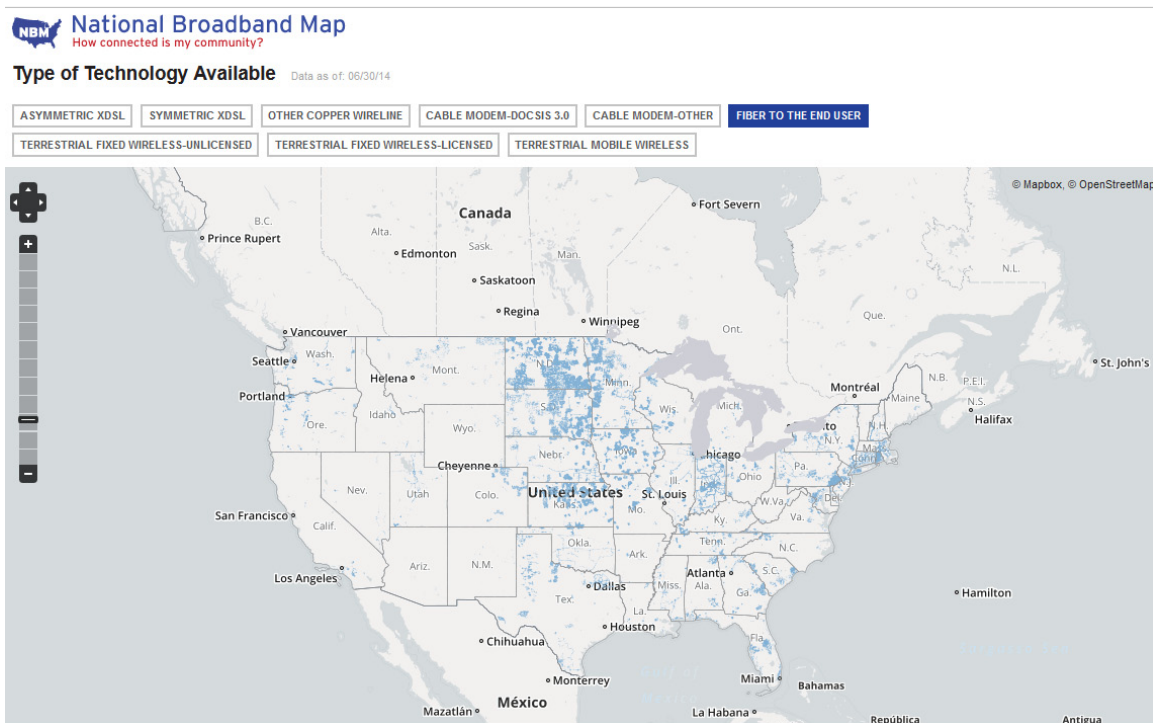 NBM National Broadband Map
How connected is my community?
Type of Technology Available Data as of: 06/30/14
ASYMMETRIC XDSL SYMMETRIC XDSL OTHER COPPER WIRELINE CABLE MODEM-DOCSIS 3.0 CABLE MODEM-OTHER FIBER TO THE END USER
TERRESTRIAL FIXED WIRELESS-UNLICENSED TERRESTRIAL FIXED WIRELESS-LICENSED TERRESTRIAL MOBILE WIRELESS
© Mapbox, © OpenStreetMap
Fort Severn
Canada
B.C.
Alta.
Prince Rupert
Edmonton
Sask.
Man.
N.L.
Saskatoon
Regina
Winnipeg
Que.
Ont.
Vancouver
Seattle
Wash.
N.D.
St. John's
Helena
Mont.
Minn.
N.B.
P.E.I.
Montréal
Maine
Portland
Idaho
N.S.
Halifax
Ore.
Wis.
Mich.
Wyo.
N.H.
N.Y.
Nebr.
Iowa
Chicago
Cheyenne
Pa.
Ohio
Nev.
Utah
Colo.
United States
St. Louis
Ill.
Kans.
Mo.
W.Va.
Va.
Ky.
San Francisco
Calif.
Okla.
Tenn.
N.C.
Ark.
Los Angeles
Ariz.
N.M.
Atlanta
S.C.
Dallas
Miss.
Ala.
Ga.
Hamilton
Tex.
La.
Houston
Chihuahua
Fla.
Monterrey
Miami
Bahamas
México
Mazatlán
La Habana
República
Antigua